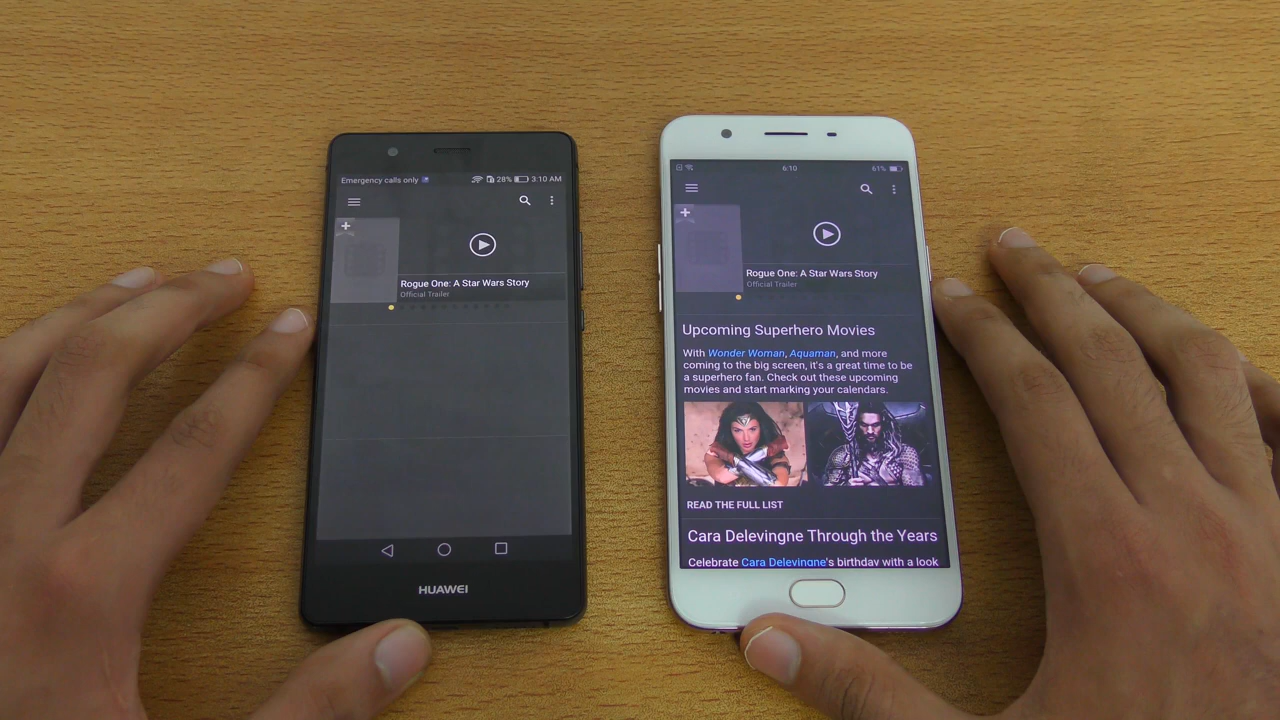 Emergency calls only
28%
3:10 AM
Rogue One: A Star Wars Story
Official Trailer
HUAWEI
6:10
61%
Rogue One: A Star Wars Story
Official Trailer
Upcoming Superhero Movies
With Wonder Woman, Aquaman, and more
coming to the big screen, it's a great time to be
a superhero fan. Check out these upcoming
movies and start marking your calendars.
READ THE FULL LIST
Cara Delevingne Through the Years
Celebrate Cara Delevingne's birthday with a look